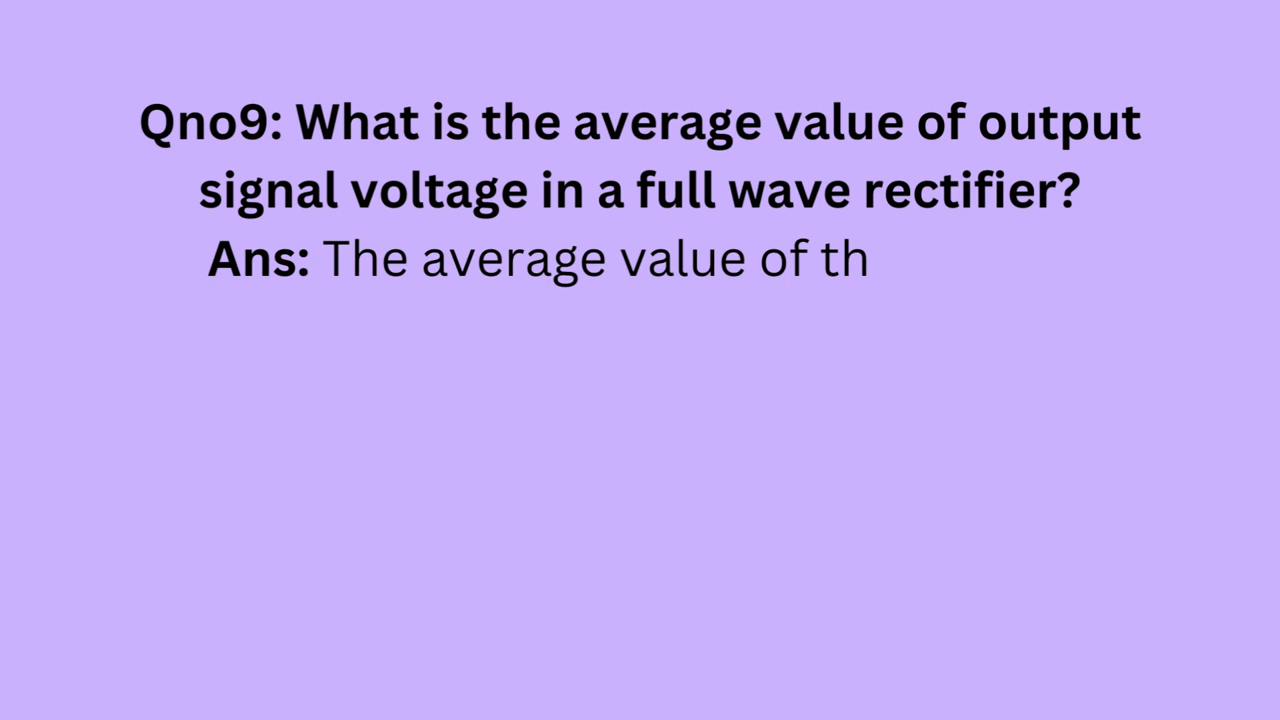 Qno9: What is the average value of output
signal voltage in a full wave rectifier?
Ans: The average value of th